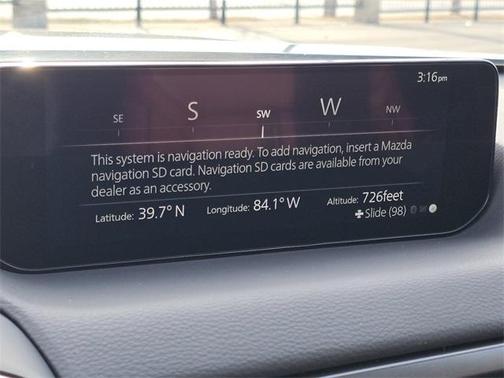 3:16pm
SE S SW W NW
This system is navigation ready. To add navigation, insert a Mazda
navigation SD card. Navigation SD cards are available from your
dealer as an accessory.
Latitude: 39.7° N Longitude: 84.1° W Altitude: 726feet
Slide (98)